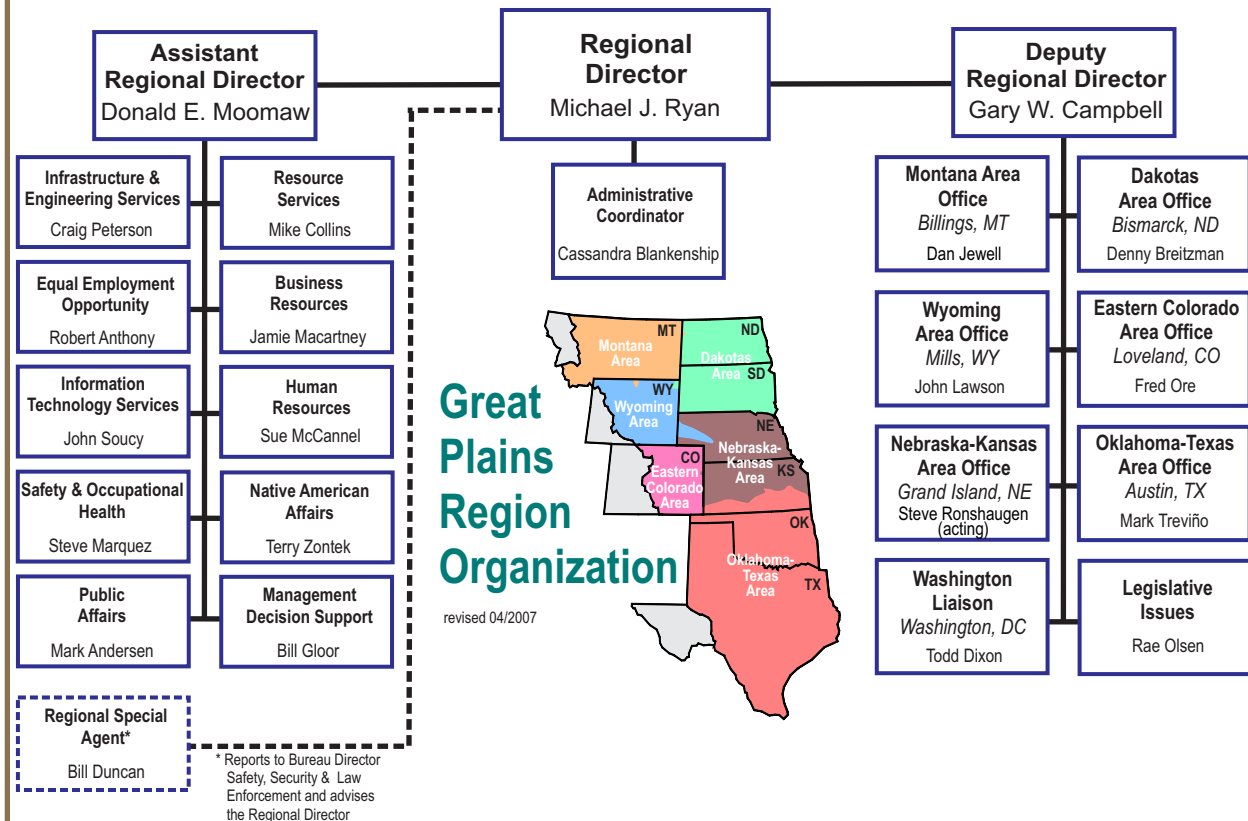 Assistant
Regional Director
Donald E. Moomaw
Regional
Director
Michael J. Ryan
Deputy
Regional Director
Gary W. Campbell
Infrastructure &
Engineering Services
Craig Peterson
Resource
Services
Mike Collins
Equal Employment
Opportunity
Robert Anthony
Business
Resources
Jamie Macartney
Information
Technology Services
John Soucy
Human
Resources
Sue McCannel
Safety & Occupational
Health
Steve Marquez
Native American
Affairs
Terry Zontek
Public
Affairs
Mark Andersen
Management
Decision Support
Bill Gloor
Regional Special
Agent*
Bill Duncan
* Reports to Bureau Director
Safety, Security & Law
Enforcement and advises
the Regional Director
Administrative
Coordinator
Cassandra Blankenship
Great
Plains
Region
Organization
revised 04/2007
MT
Montana
Area
ND
Dakotas
Area
SD
WY
Wyoming
Area
NE
Nebraska-
Kansas
Area
KS
CO
Eastern
Colorado
Area
OK
Oklahoma-
Texas
Area
TX
Montana Area
Office
Billings, MT
Dan Jewell
Dakotas
Area Office
Bismarck, ND
Denny Breitzman
Wyoming
Area Office
Mills, WY
John Lawson
Eastern Colorado
Area Office
Loveland, CO
Fred Ore
Nebraska-Kansas
Area Office
Grand Island, NE
Steve Ronshaugen
(acting)
Oklahoma-Texas
Area Office
Austin, TX
Mark Treviño
Washington
Liaison
Washington, DC
Todd Dixon
Legislative
Issues
Rae Olsen